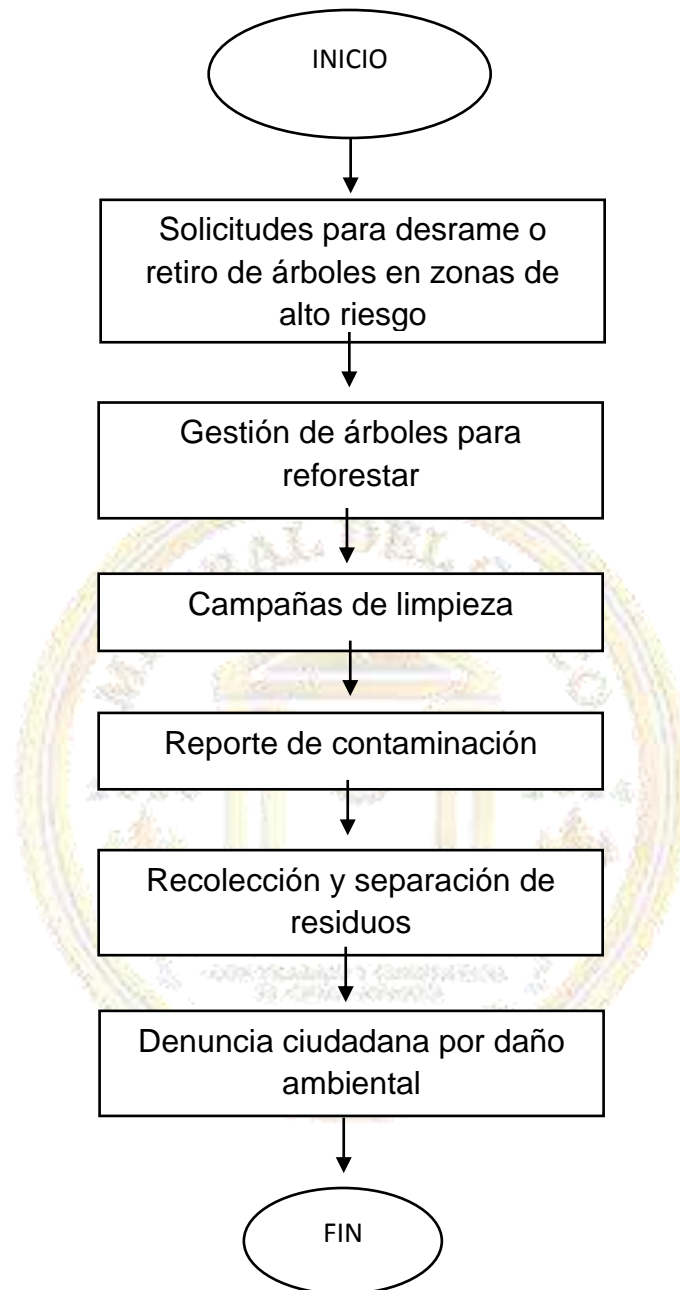 INICIO
Solicitudes para desrame o
retiro de árboles en zonas de
alto riesgo
Gestión de árboles para
reforestar
Campañas de limpieza
Reporte de contaminación
Recolección y separación de
residuos
Denuncia ciudadana por daño
ambiental
FIN